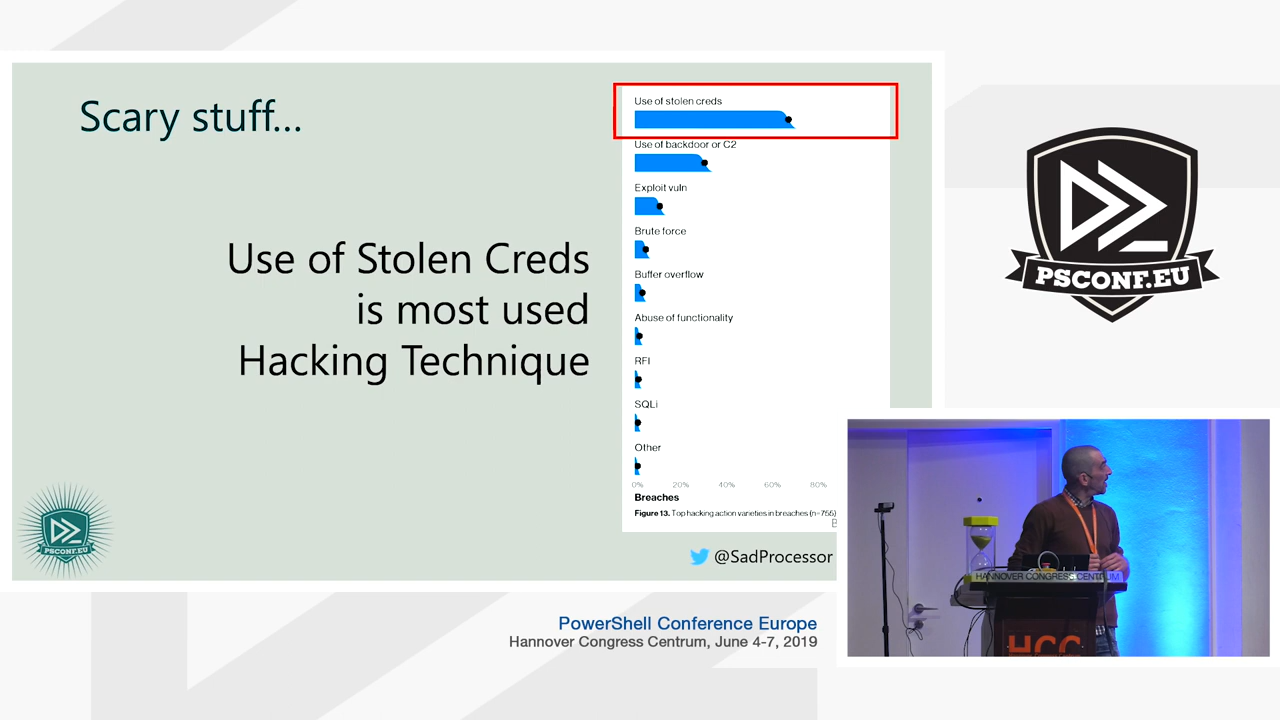 Scary stuff...
Use of Stolen Creds
is most used
Hacking Technique
Use of stolen creds
Use of backdoor or C2
Exploit vuln
Brute force
Buffer overflow
Abuse of functionality
RFI
SQLi
Other
0% 20% 40% 60% 80%
Breaches
Figure 13. Top hacking action varieties in breaches (n=755)
PSCONF.EU
@SadProcessor
PSCONF.EU
HANNOVER CONGRESS CENTRUM
HCC
PowerShell Conference Europe
Hannover Congress Centrum, June 4-7, 2019